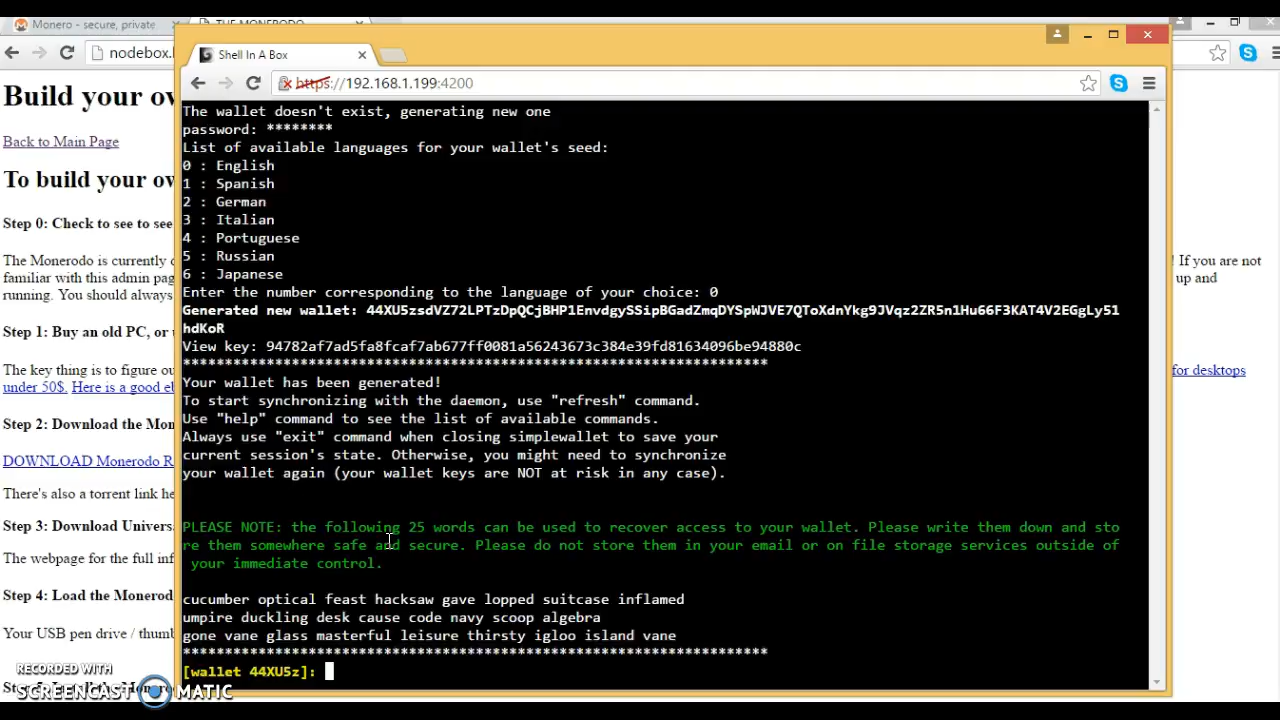 Monero - secure, private
THE MONERODO
nodebox.
Shell In A Box
https://192.168.1.199:4200
Build your ow
Back to Main Page
To build your ow
Step 0: Check to see to see
The Monerodo is currently
familiar with this admin pag
running. You should always
Step 1: Buy an old PC, or
The key thing is to figure ou
under 50$. Here is a good eb
Step 2: Download the Mon
DOWNLOAD Monerodo R
There's also a torrent link he
Step 3: Download Univers
The webpage for the full inf
Step 4: Load the Monerod
Your USB pen drive / thumb
! If you are not
up and
for desktops
The wallet doesn't exist, generating new one
password: ********
List of available languages for your wallet's seed:
0 : English
1 : Spanish
2 : German
3 : Italian
4 : Portuguese
5 : Russian
6 : Japanese
Enter the number corresponding to the language of your choice: 0
Generated new wallet: 44XU5zsdVZ72LPTzDpQCjBHP1EnvdgySSipBGadZmqDYSpWJVE7QToXdnYkg9JVqz2ZR5n1Hu66F3KAT4V2EGgLy51
hdKoR
View key: 94782af7ad5fa8fcaf7ab677ff0081a56243673c384e39fd81634096be94880c
*****************************************************************
Your wallet has been generated!
To start synchronizing with the daemon, use "refresh" command.
Use "help" command to see the list of available commands.
Always use "exit" command when closing simplewallet to save your
current session's state. Otherwise, you might need to synchronize
your wallet again (your wallet keys are NOT at risk in any case).
PLEASE NOTE: the following 25 words can be used to recover access to your wallet. Please write them down and sto
re them somewhere safe and secure. Please do not store them in your email or on file storage services outside of
your immediate control.
cucumber optical feast hacksaw gave lopped suitcase inflamed
umpire duckling desk cause code navy scoop algebra
gone vane glass masterful leisure thirsty igloo island vane
*****************************************************************
[wallet 44XU5z]:
RECORDED WITH
SCREENCAST MATIC